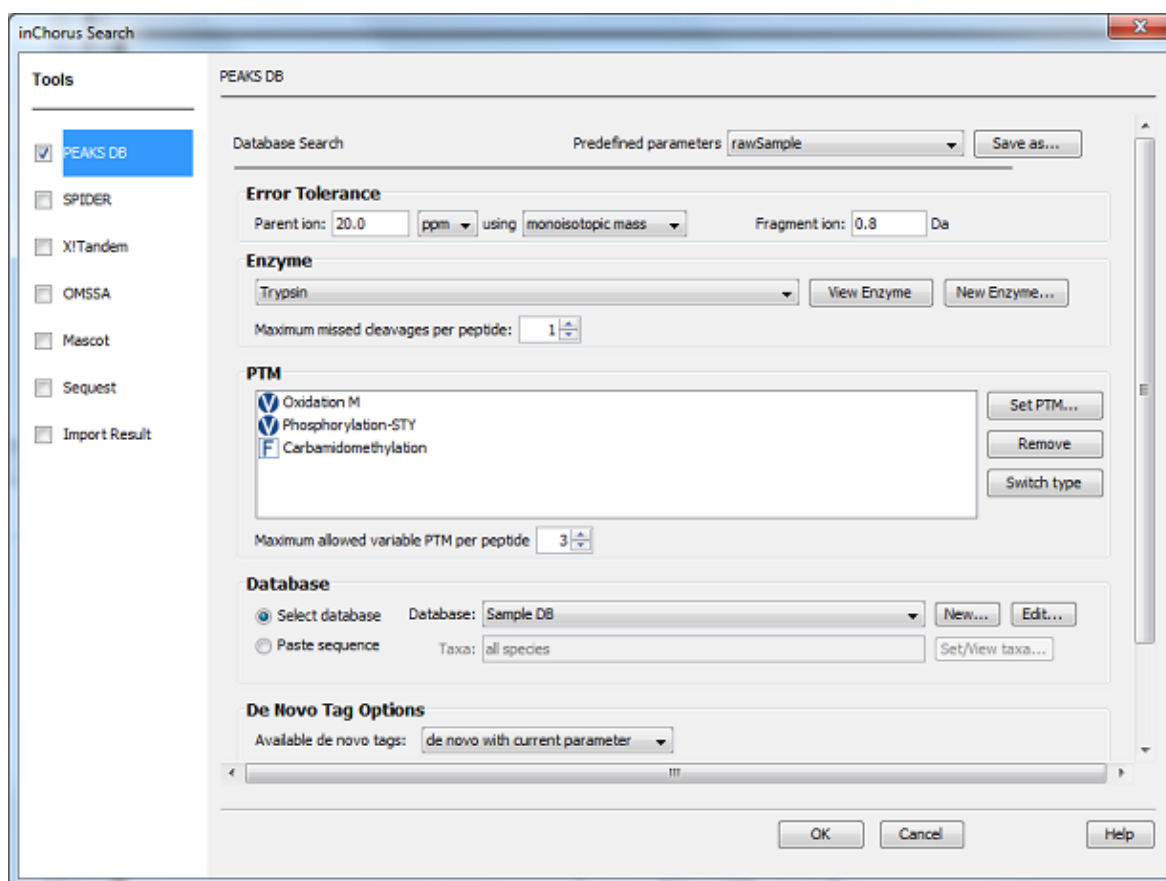 inChorus Search
Tools
PEAKS DB
SPIDER
X!Tandem
OMSSA
Mascot
Sequest
Import Result
PEAKS DB
Database Search Predefined parameters rawSample Save as...
Error Tolerance
Parent ion: 20.0 ppm using monoisotopic mass Fragment ion: 0.8 Da
Enzyme
Trypsin View Enzyme New Enzyme...
Maximum missed cleavages per peptide: 1
PTM
V Oxidation M
V Phosphorylation-STY
F Carbamidomethylation
Set PTM...
Remove
Switch type
Maximum allowed variable PTM per peptide 3
Database
Select database Database: Sample DB New... Edit...
Paste sequence Taxa: all species Set/View taxa...
De Novo Tag Options
Available de novo tags: de novo with current parameter
OK Cancel Help